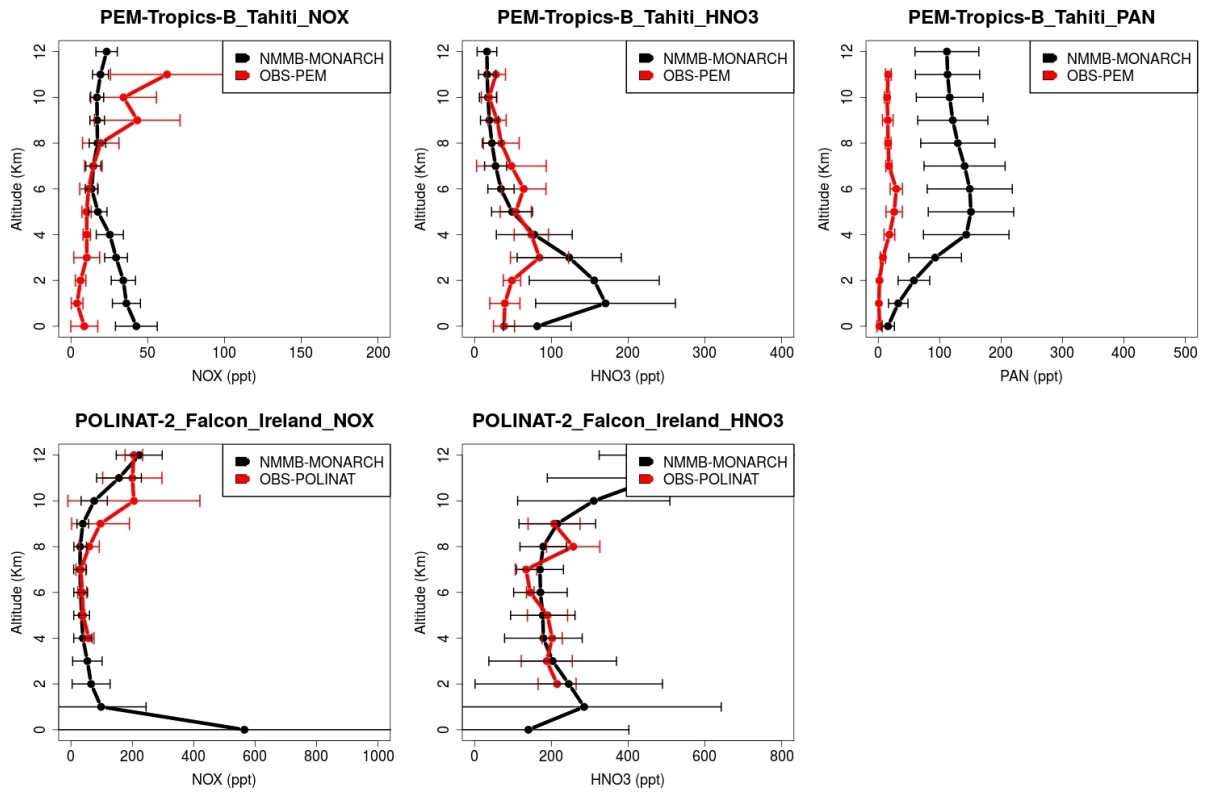 PEM-Tropics-B_Tahiti_NOX
NMMB-MONARCH
OBS-PEM
Altitude (Km)
12
10
8
6
4
2
0
0 50 100 150 200
NOX (ppt)
PEM-Tropics-B_Tahiti_HNO3
NMMB-MONARCH
OBS-PEM
Altitude (Km)
12
10
8
6
4
2
0
0 100 200 300 400
HNO3 (ppt)
PEM-Tropics-B_Tahiti_PAN
NMMB-MONARCH
OBS-PEM
Altitude (Km)
12
10
8
6
4
2
0
0 100 200 300 400 500
PAN (ppt)
POLINAT-2_Falcon_Ireland_NOX
NMMB-MONARCH
OBS-POLINAT
Altitude (Km)
12
10
8
6
4
2
0
0 200 400 600 800 1000
NOX (ppt)
POLINAT-2_Falcon_Ireland_HNO3
NMMB-MONARCH
OBS-POLINAT
Altitude (Km)
12
10
8
6
4
2
0
0 200 400 600 800
HNO3 (ppt)